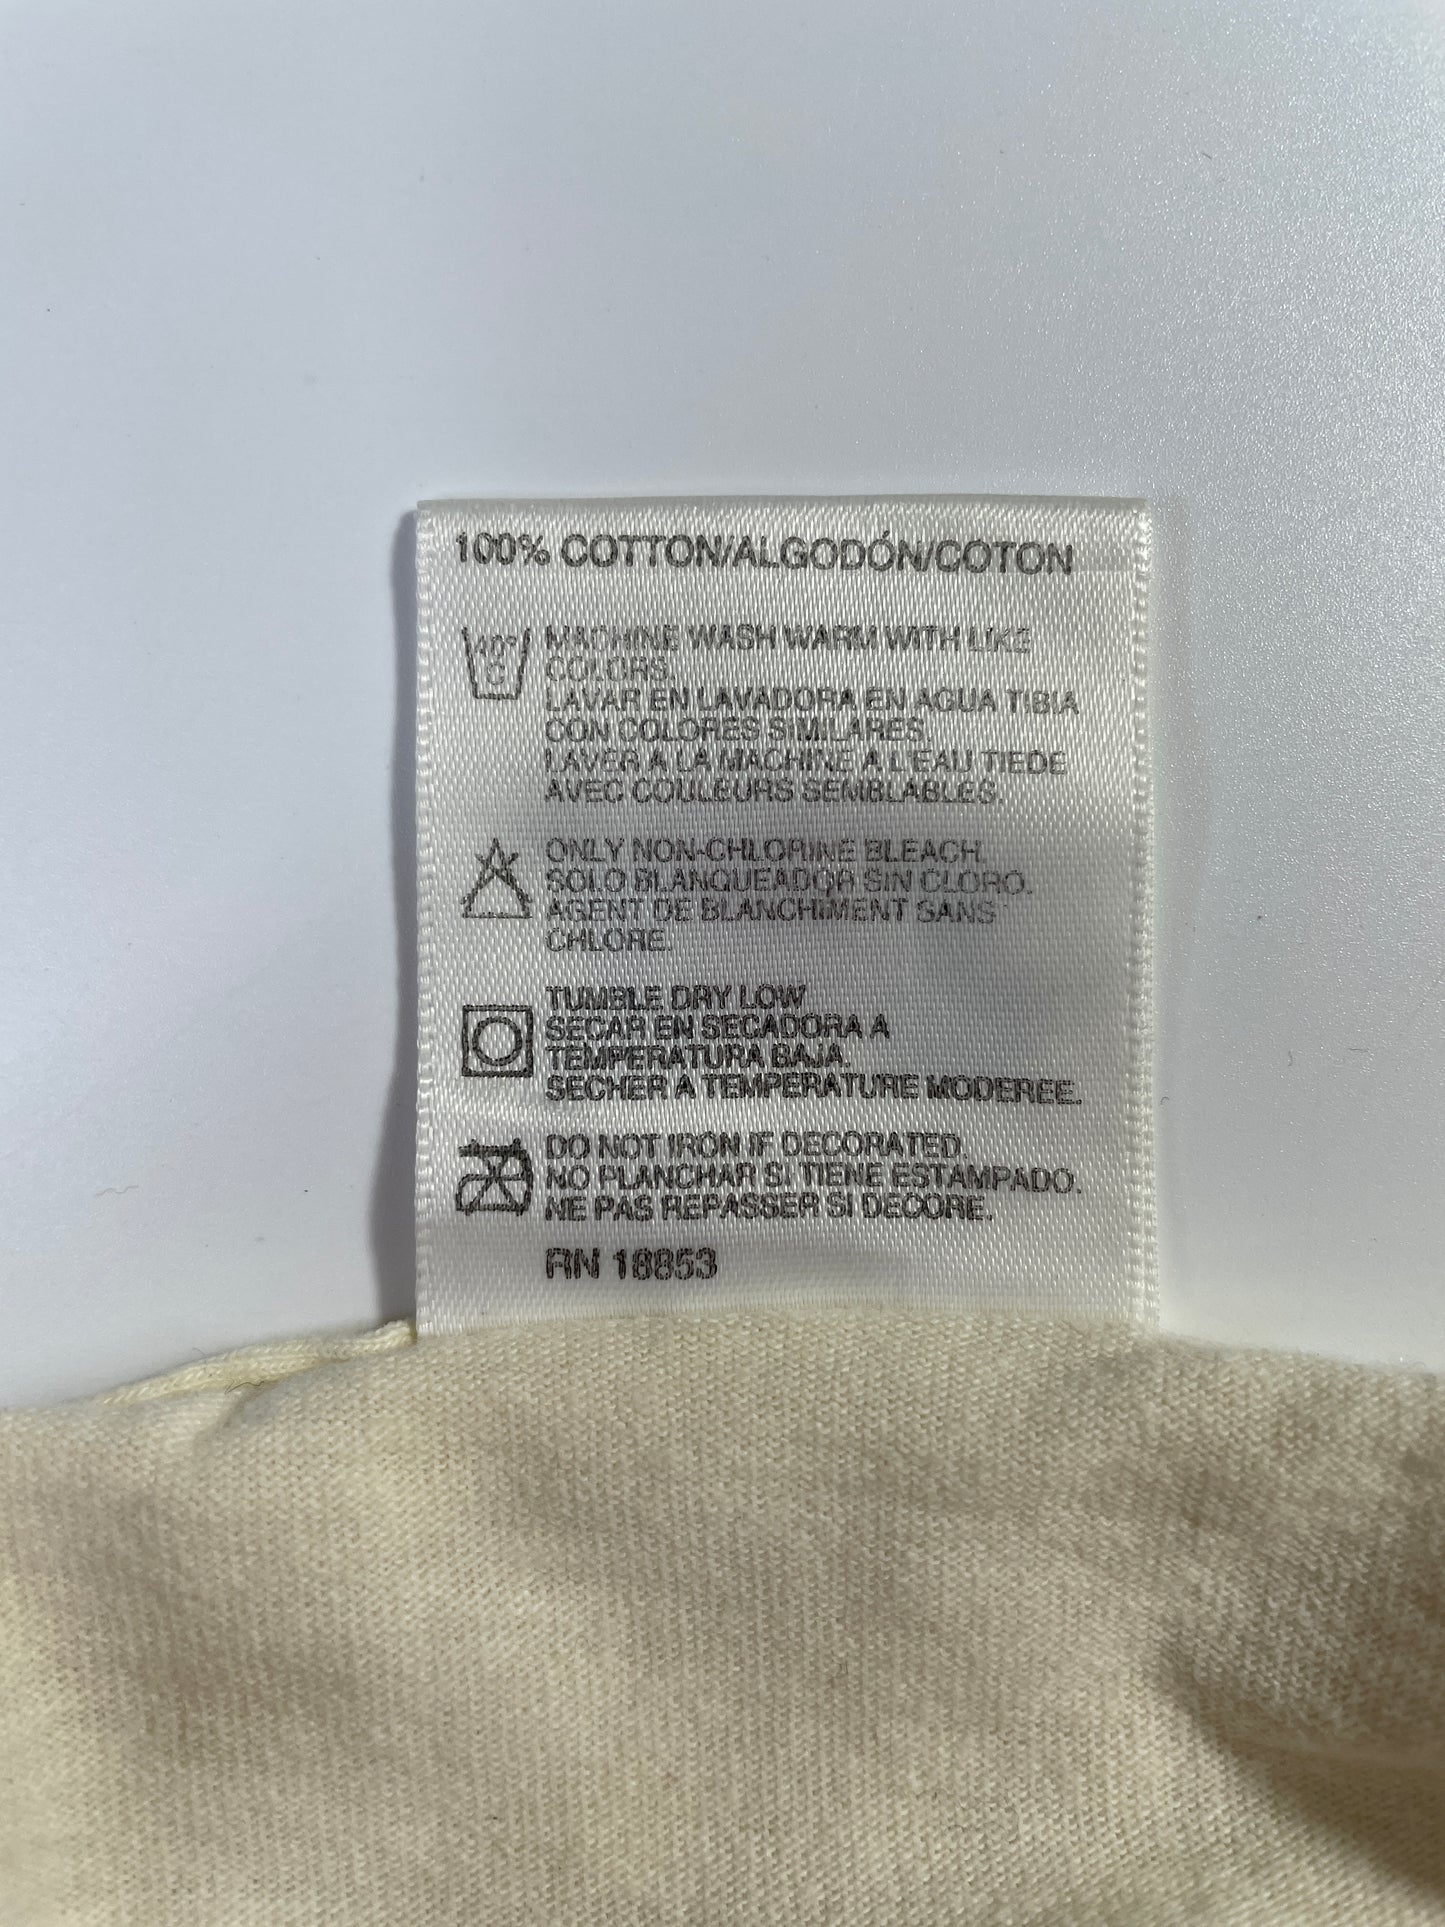 100% COTTON/ALGODÓN/COTON
40°
C
MACHINE WASH WARM WITH LIKE
COLORS.
LAVAR EN LAVADORA EN AGUA TIBIA
CON COLORES SIMILARES
LAVER A LA MACHINE A L'EAU TIEDE
AVEC COULEURS SEMBLABLES.
ONLY NON-CHLORINE BLEACH.
SOLO BLANQUEADOR SIN CLORO.
AGENT DE BLANCHIMENT SANS
CHLORE.
TUMBLE DRY LOW
SECAR EN SECADORA A
TEMPERATURA BAJA.
SECHER A TEMPERATURE MODEREE.
DO NOT IRON IF DECORATED.
NO PLANCHAR SI TIENE ESTAMPADO.
NE PAS REPASSER SI DECORE.
RN 18853